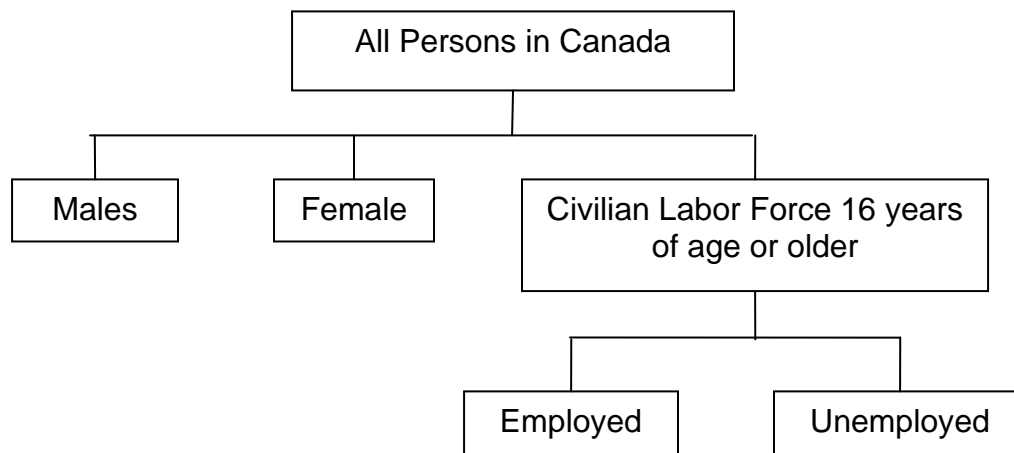 All Persons in Canada
Males
Female
Civilian Labor Force 16 years
of age or older
Employed
Unemployed